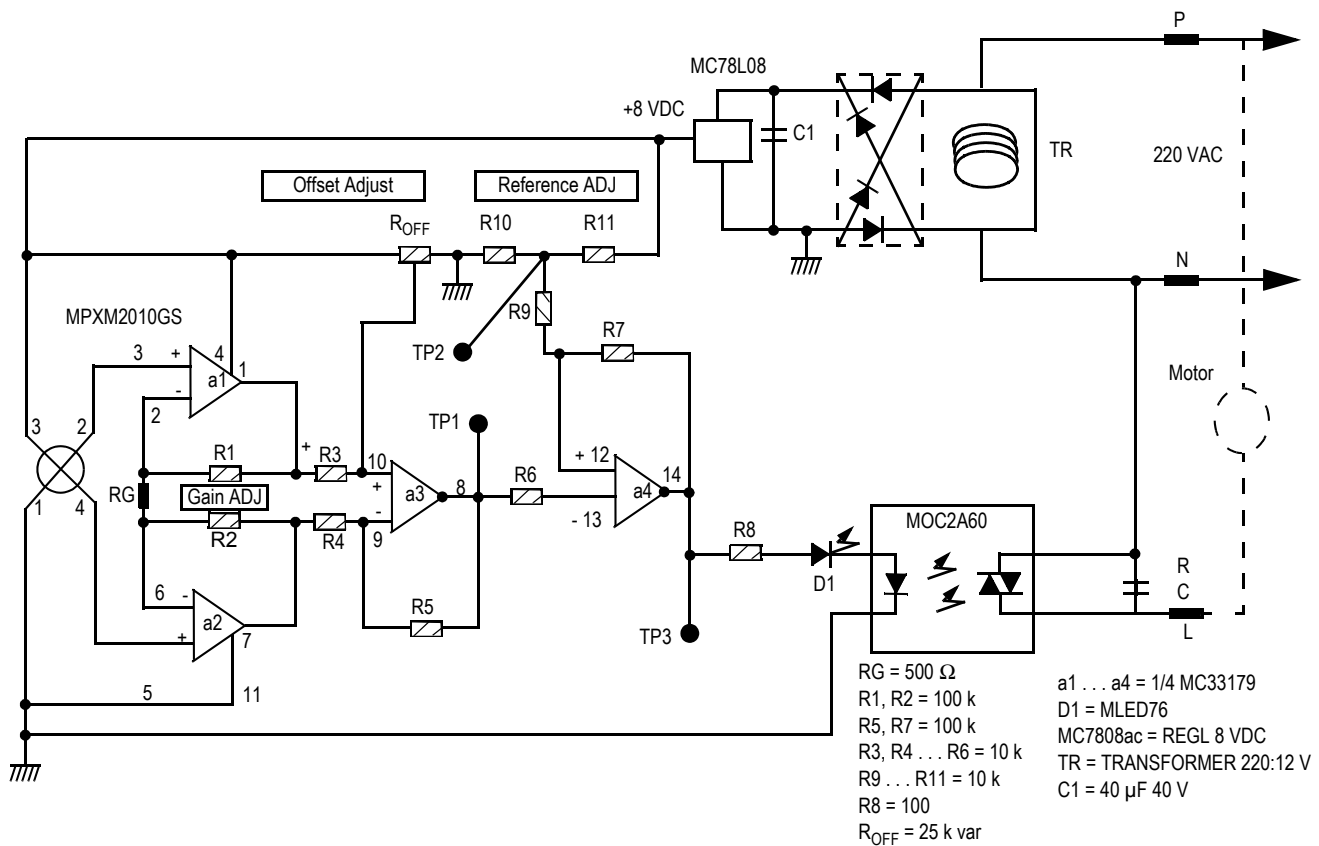 P
MC78L08
+8 VDC
C1
TR
220 VAC
Offset Adjust
Reference ADJ
R_OFF
R10
R11
N
MPXM2010GS
R9
R7
TP2
3
+
4
1
a1
-
2
Motor
3
2
TP1
R1
+
R3
10
+
a3
8
R6
+ 12
14
a4
RG
Gain ADJ
1
4
R2
R4
-
9
- 13
MOC2A60
R8
D1
R
C
L
6
-
a2
+
7
R5
TP3
5
11
RG = 500 Ω
R1, R2 = 100 k
R5, R7 = 100 k
R3, R4 . . . R6 = 10 k
R9 . . . R11 = 10 k
R8 = 100
R_OFF = 25 k var
a1 . . . a4 = 1/4 MC33179
D1 = MLED76
MC7808ac = REGL 8 VDC
TR = TRANSFORMER 220:12 V
C1 = 40 µF 40 V